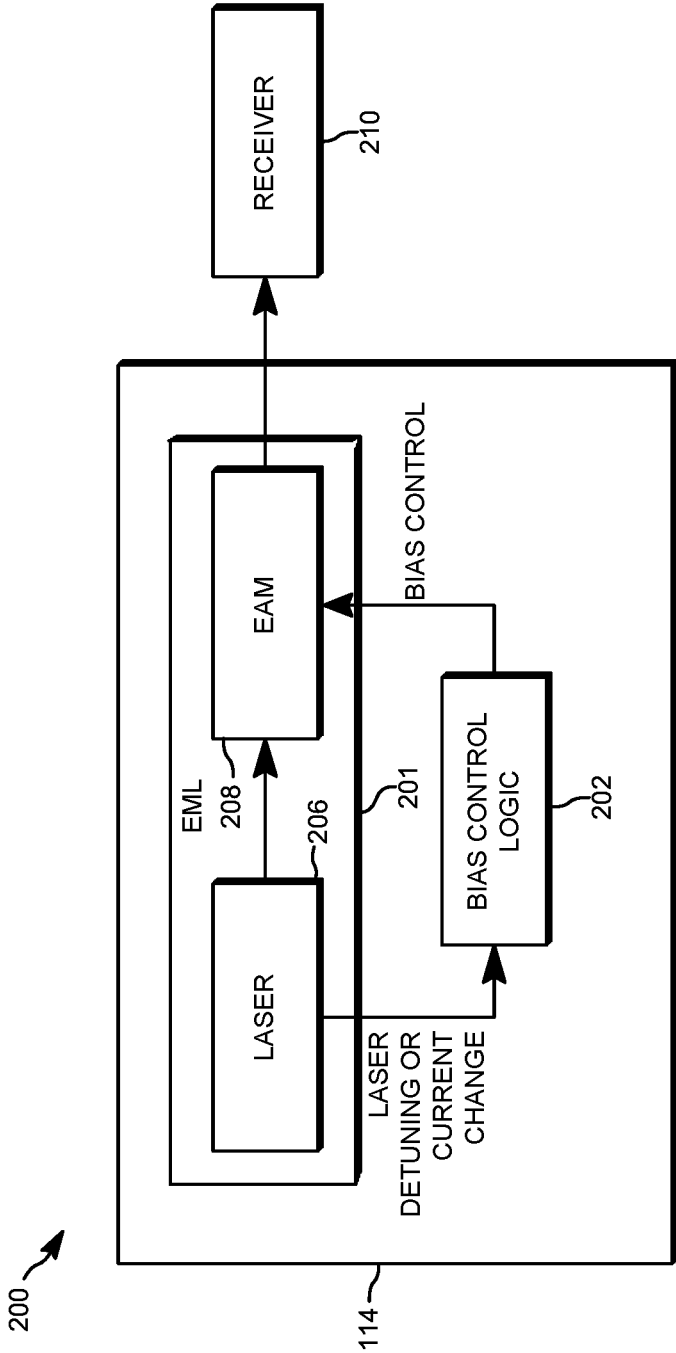 200
114
LASER
206
EML
208
EAM
201
LASER
DETUNING OR
CURRENT
CHANGE
BIAS CONTROL
LOGIC
202
BIAS CONTROL
RECEIVER
210